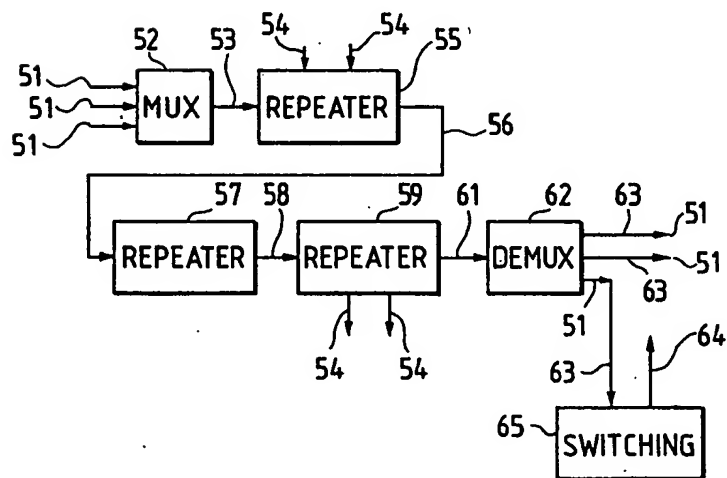 54 54
52 53 55
51
51 MUX REPEATER
51
56
57 58 59 61 62 63 51
REPEATER REPEATER DEMUX 63 51
51
54 54 63 64
65 SWITCHING